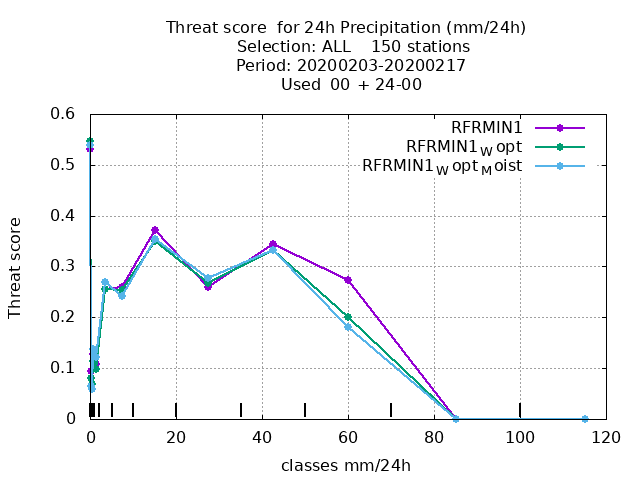 Threat score for 24h Precipitation (mm/24h)
Selection: ALL 150 stations
Period: 20200203-20200217
Used 00 + 24-00
RFRMIN1
RFRMIN1_W opt
RFRMIN1_W opt_M oist
0.6
0.5
0.4
0.3
0.2
0.1
0
Threat score
0 20 40 60 80 100 120
classes mm/24h